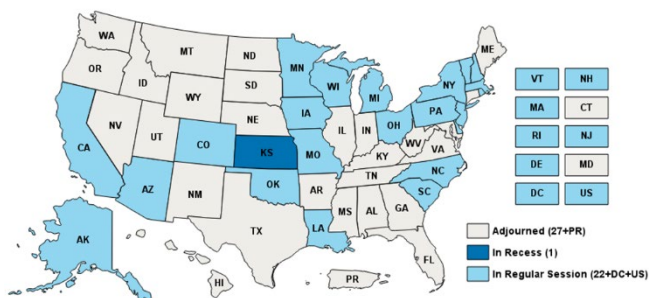 WA
MT
ND
MN
ME
OR
ID
SD
WI
NY
VT
NH
WY
MI
MA
CT
NE
IA
PA
NV
UT
IL
IN
OH
RI
NJ
CA
CO
KS
MO
WV
VA
KY
DE
MD
AZ
NM
OK
AR
TN
NC
SC
DC
US
MS
AL
GA
TX
LA
AK
FL
HI
PR
Adjourned (27+PR)
In Recess (1)
In Regular Session (22+DC+US)